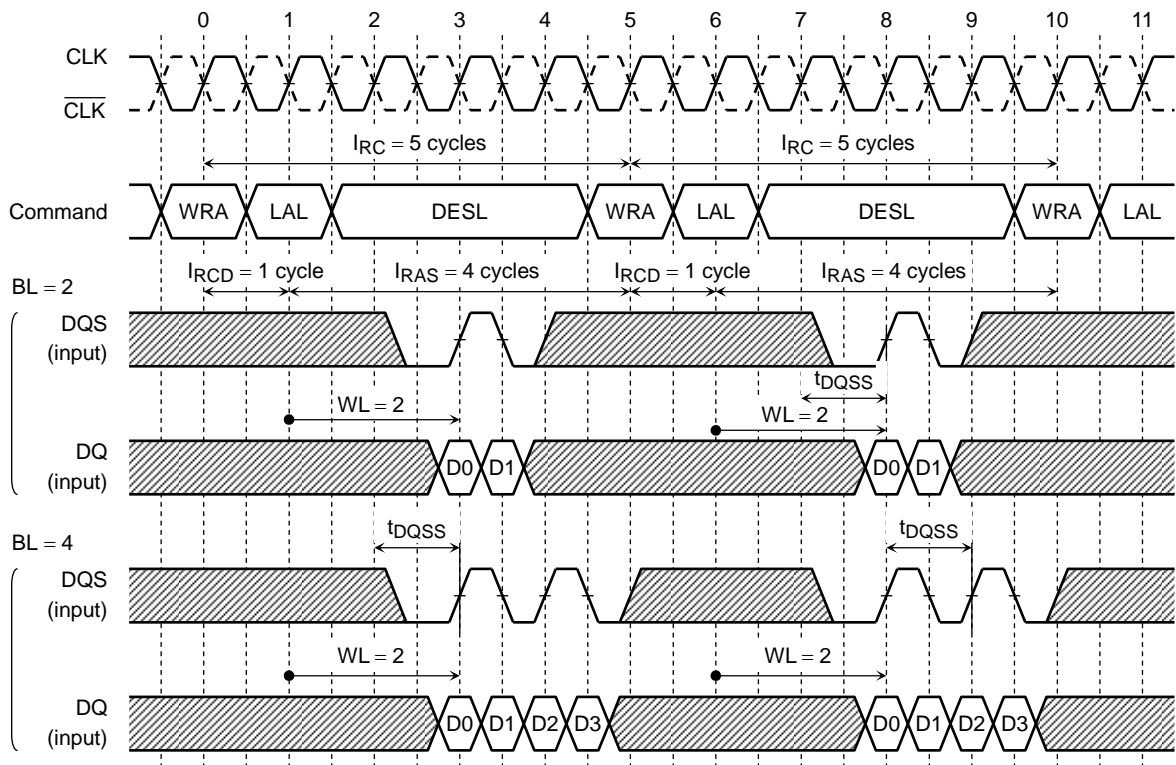 0 1 2 3 4 5 6 7 8 9 10 11
CLK
CLK
IRC = 5 cycles IRC = 5 cycles
Command WRA LAL DESL WRA LAL DESL WRA LAL
IRCD = 1 cycle IRAS = 4 cycles IRCD = 1 cycle IRAS = 4 cycles
BL = 2
DQS
(input)
tDQSS
WL = 2 WL = 2
DQ
(input)
D0 D1 D0 D1
BL = 4
tDQSS tDQSS
DQS
(input)
WL = 2 WL = 2
DQ
(input)
D0 D1 D2 D3 D0 D1 D2 D3